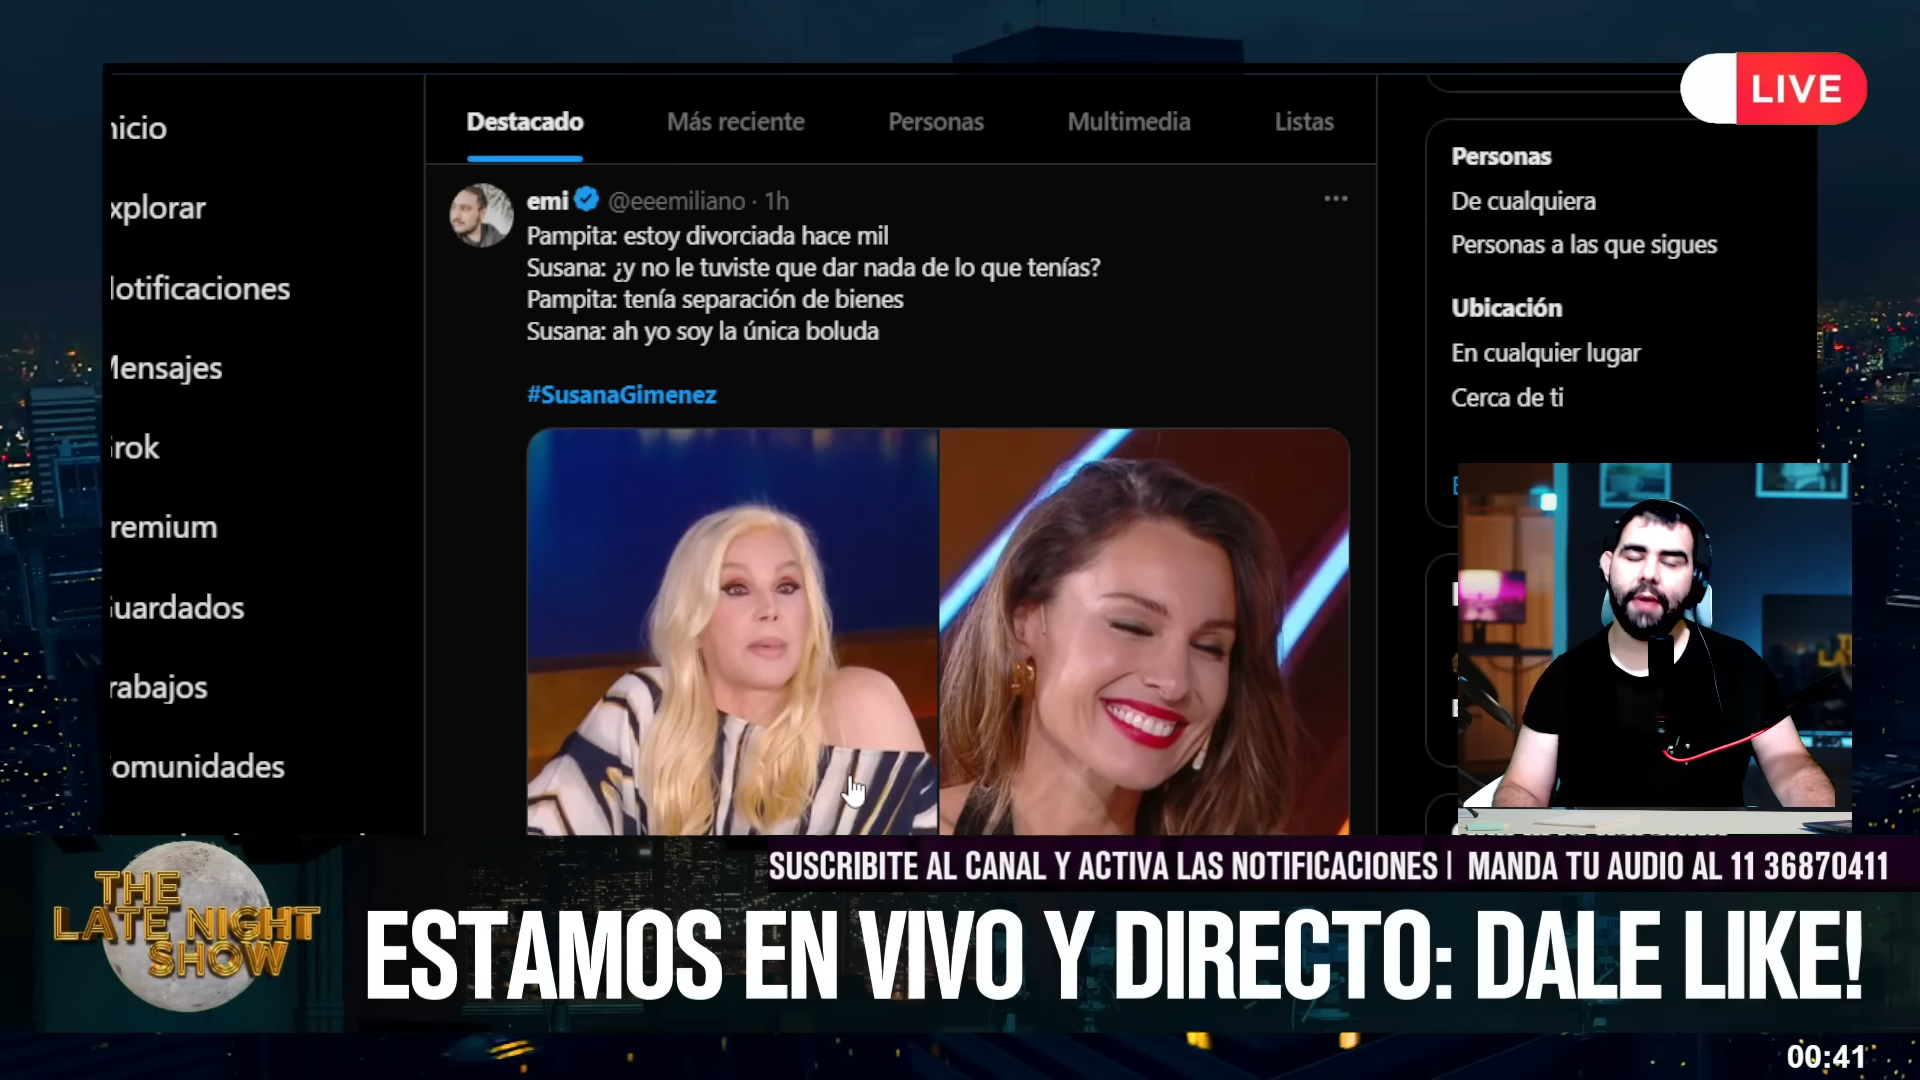 LIVE
nicio
xplorar
lotificaciones
Mensajes
rok
remium
uardados
rabajos
omunidades
Destacado
Más reciente
Personas
Multimedia
Listas
emi @eeemiliano · 1h
Pampita: estoy divorciada hace mil
Susana: ¿y no le tuviste que dar nada de lo que tenías?
Pampita: tenía separación de bienes
Susana: ah yo soy la única boluda
#SusanaGimenez
Personas
De cualquiera
Personas a las que sigues
Ubicación
En cualquier lugar
Cerca de ti
SUSCRIBITE AL CANAL Y ACTIVA LAS NOTIFICACIONES | MANDA TU AUDIO AL 11 36870411
THE
LATE NIGHT
SHOW
ESTAMOS EN VIVO Y DIRECTO: DALE LIKE!
00:41